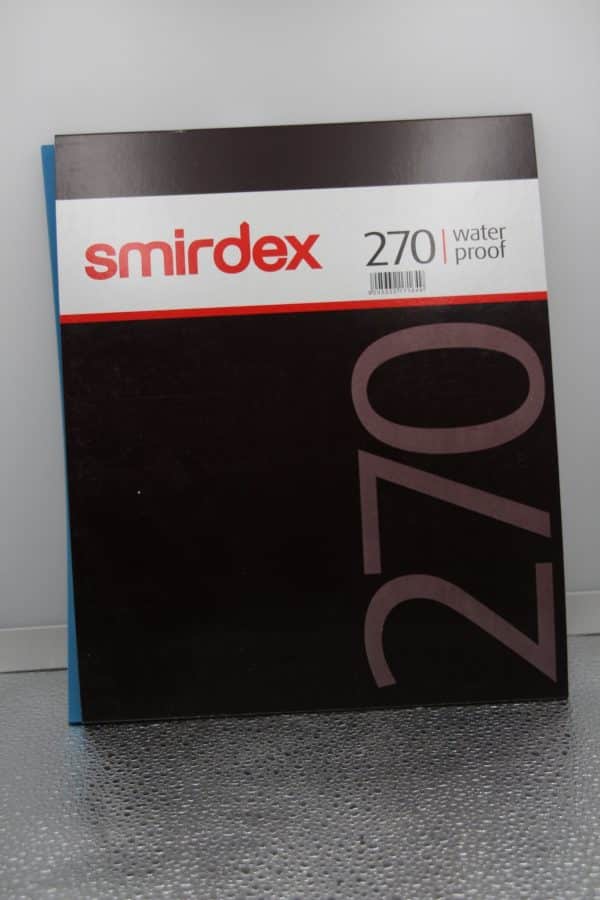 smirdex
270 | water
proof
270